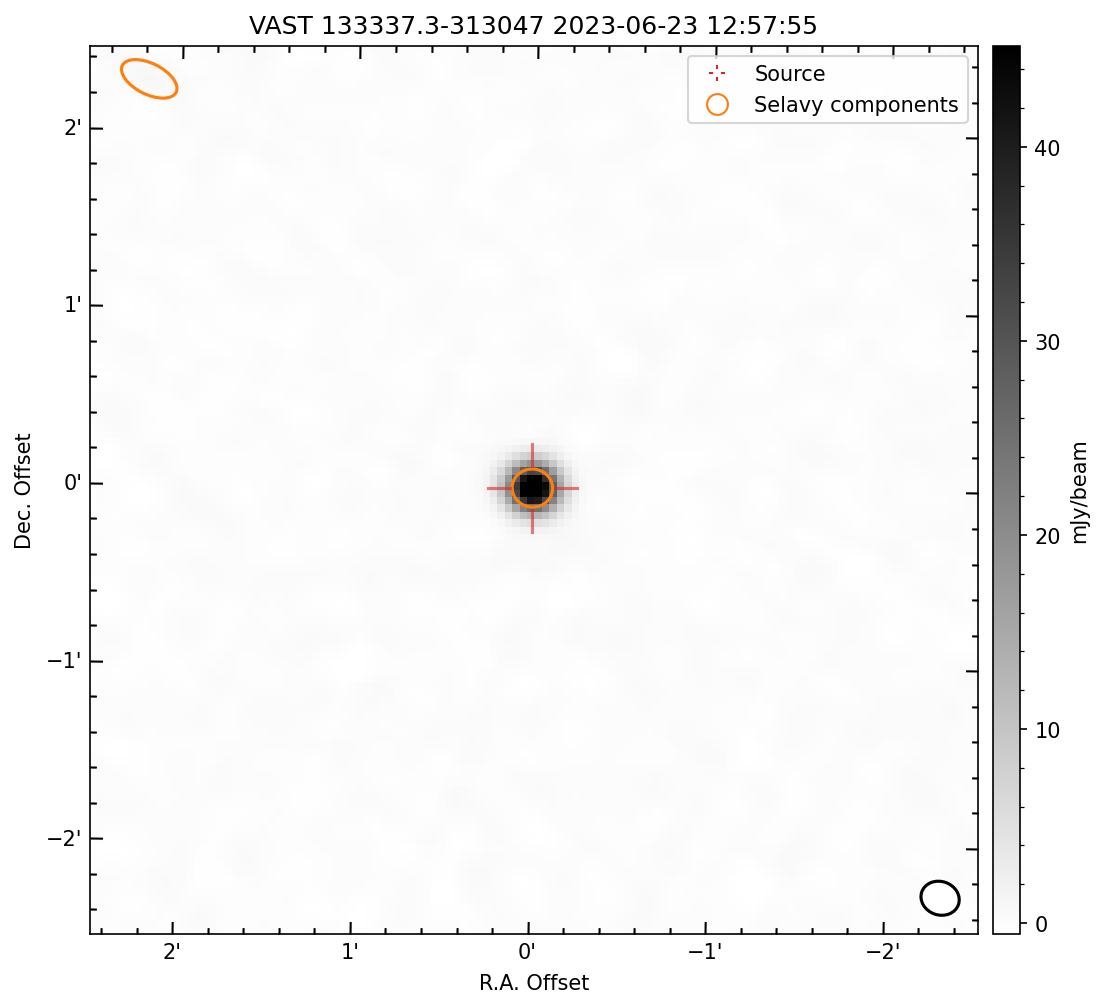 VAST 133337.3-313047 2023-06-23 12:57:55
Source
Selavy components
2'
1'
0'
−1'
−2'
Dec. Offset
2'
1'
0'
−1'
−2'
R.A. Offset
40
30
20
10
0
mJy/beam